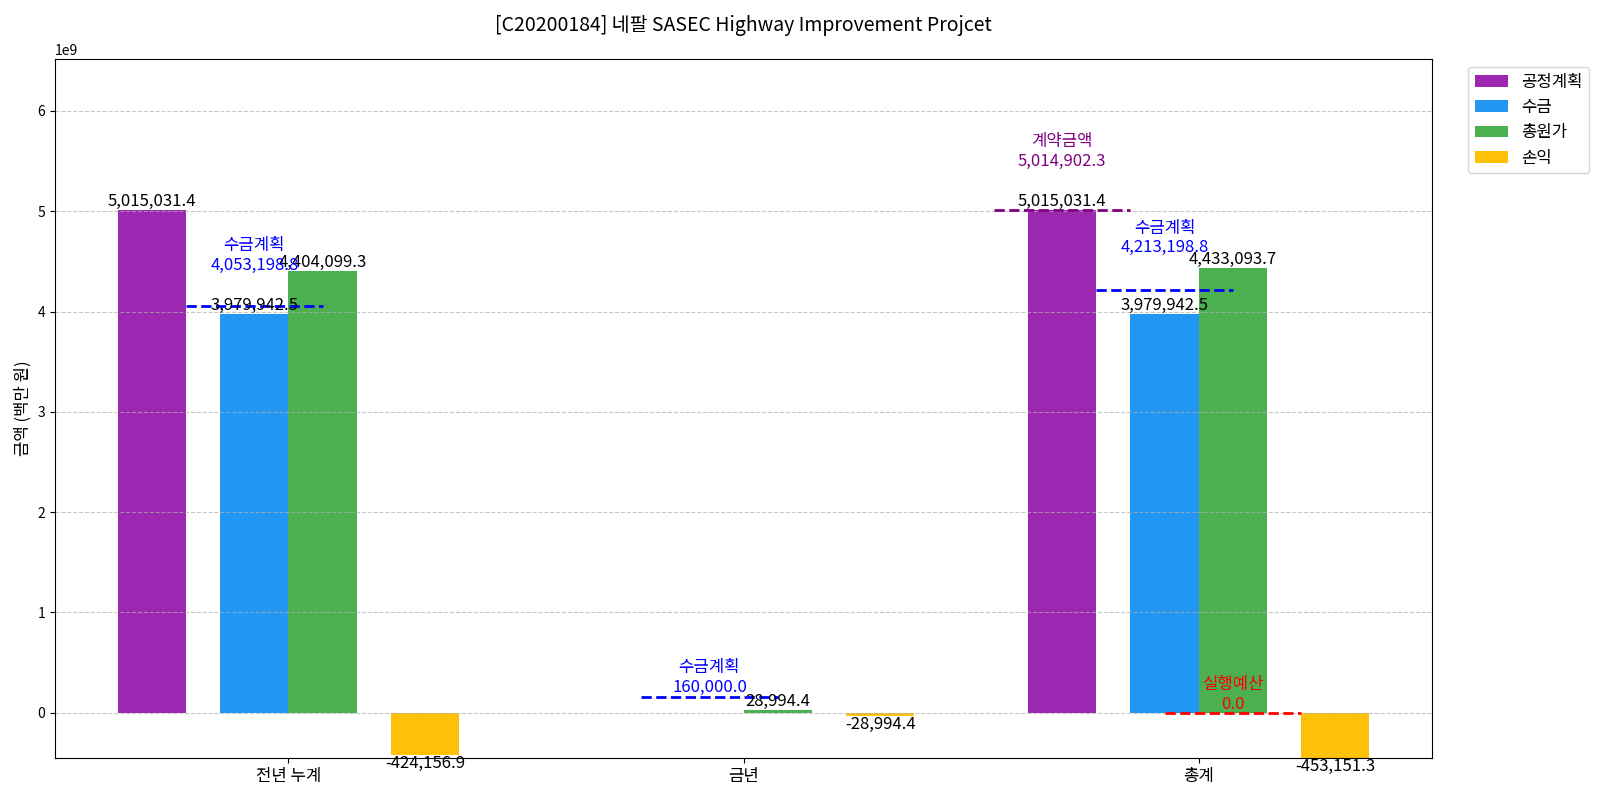 [C20200184] 네팔 SASEC Highway Improvement Projcet
1e9
공정계획
수금
총원가
손익
금액 (백만 원)
6
5
4
3
2
1
0
5,015,031.4
수금계획
4,053,198.8
4,404,099.3
3,979,942.5
-424,156.9
수금계획
160,000.0
28,994.4
-28,994.4
계약금액
5,014,902.3
5,015,031.4
수금계획
4,213,198.8
4,433,093.7
3,979,942.5
실행예산
0.0
-453,151.3
전년 누계
금년
총계